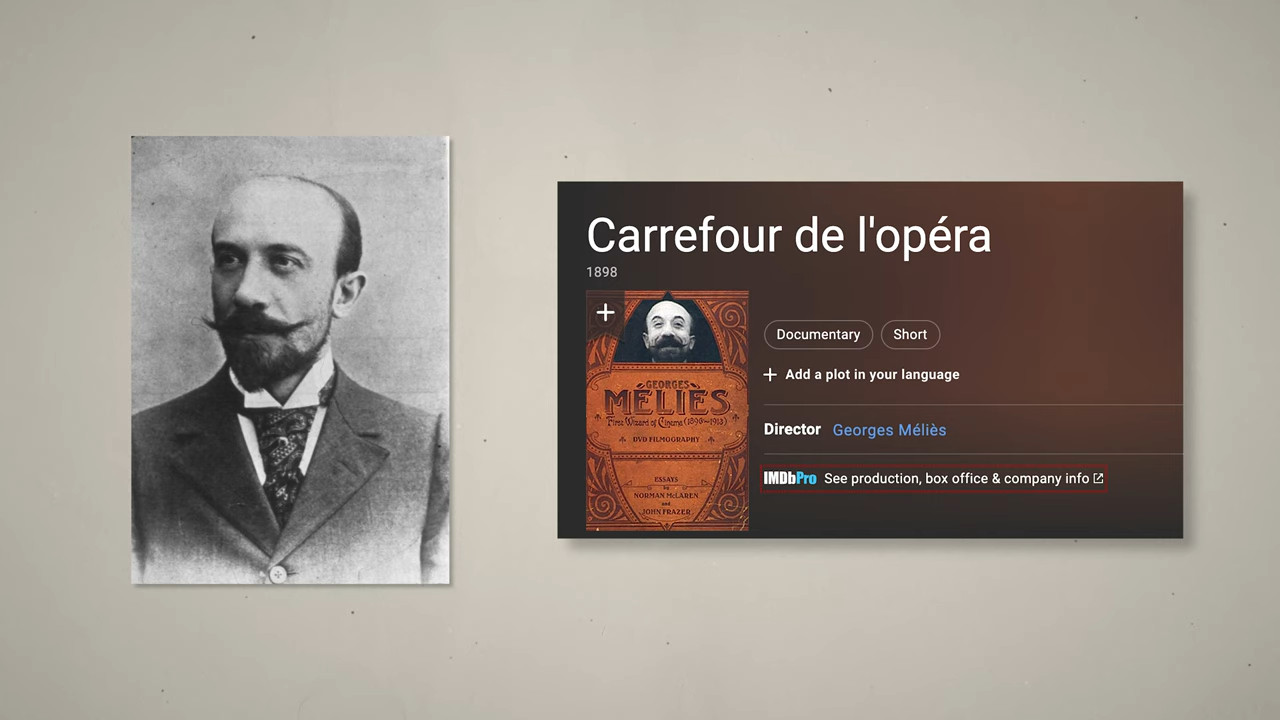 Carrefour de l'opéra
1898
+
Documentary Short
+ Add a plot in your language
Director Georges Méliès
IMDbPro See production, box office & company info
GEORGES
MÉLIÈS
First Wizard of Cinema (1896-1913)
DVD FILMOGRAPHY
ESSAYS
by
NORMAN McLAREN
and
JOHN FRAZER